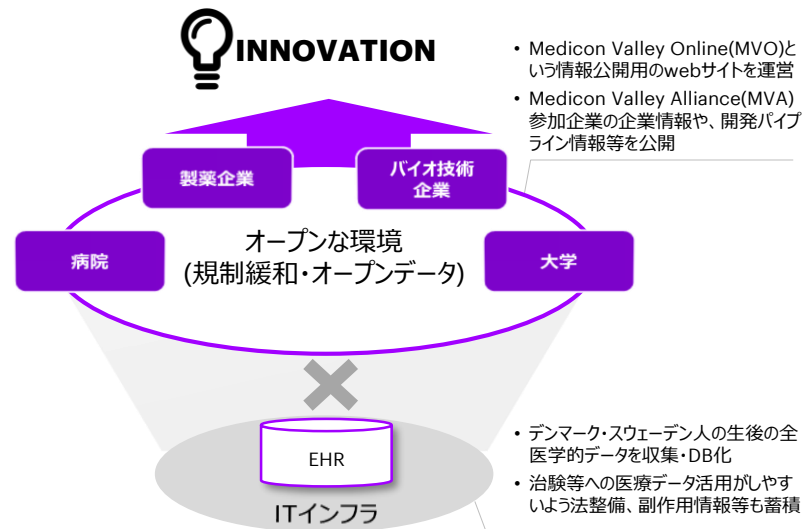 INNOVATION
• Medicon Valley Online(MVO)と
いう情報公開用のwebサイトを運営
• Medicon Valley Alliance(MVA)
参加企業の企業情報や、開発パイプ
ライン情報等を公開
製薬企業
バイオ技術
企業
病院
オープンな環境
(規制緩和・オープンデータ)
大学
EHR
ITインフラ
• デンマーク・スウェーデン人の生後の全
医学的データを収集・DB化
• 治験等への医療データ活用がしやす
いよう法整備、副作用情報等も蓄積